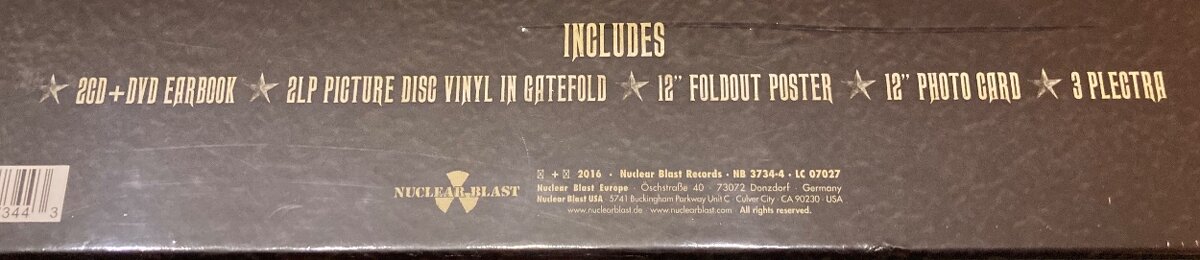 INCLUDES
2CD+DVD EARBOOK ★ 2LP PICTURE DISC VINYL IN GATEFOLD ★ 12" FOLDOUT POSTER ★ 12" PHOTO CARD ★ 3 PLECTRA
NUCLEAR BLAST
+ 2016 · Nuclear Blast Records · NB 3734-4 · LC 07027
Nuclear Blast Europe · Öschstraße 40 · 73072 Donzdorf · Germany
Nuclear Blast USA · 5741 Buckingham Parkway Unit C · Culver City · CA 90230 · USA
www.nuclearblast.de · www.nuclearblast.com · All rights reserved.
344 3